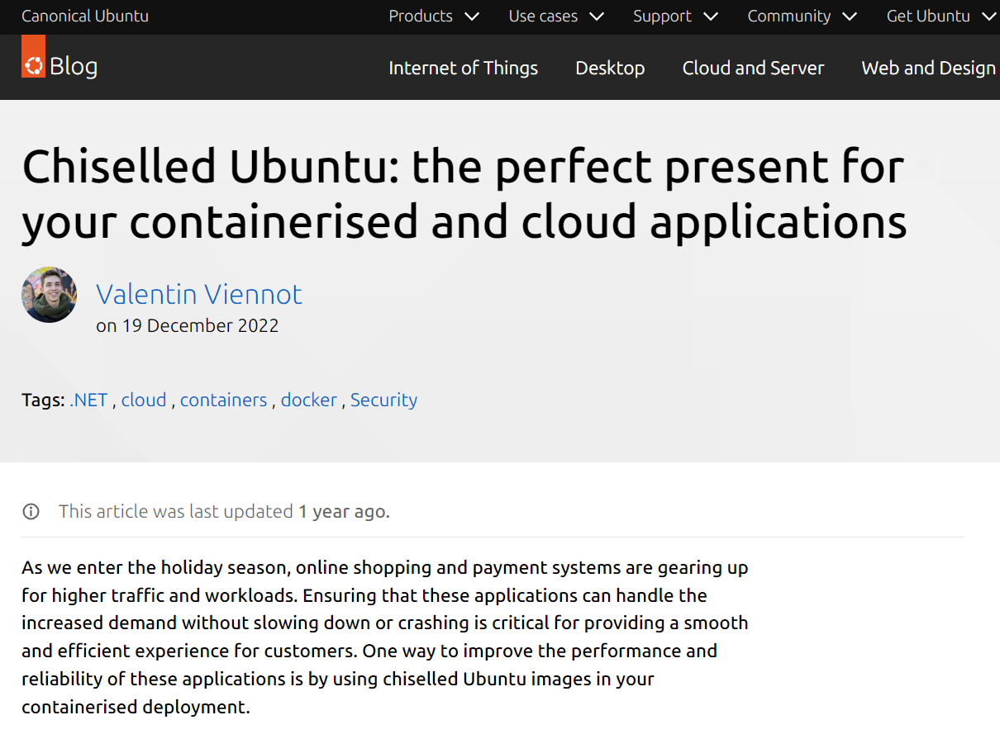 Canonical Ubuntu Products Use cases Support Community Get Ubuntu
Blog Internet of Things Desktop Cloud and Server Web and Design
Chiselled Ubuntu: the perfect present for
your containerised and cloud applications
Valentin Viennot
on 19 December 2022
Tags: .NET , cloud , containers , docker , Security
This article was last updated 1 year ago.
As we enter the holiday season, online shopping and payment systems are gearing up
for higher traffic and workloads. Ensuring that these applications can handle the
increased demand without slowing down or crashing is critical for providing a smooth
and efficient experience for customers. One way to improve the performance and
reliability of these applications is by using chiselled Ubuntu images in your
containerised deployment.